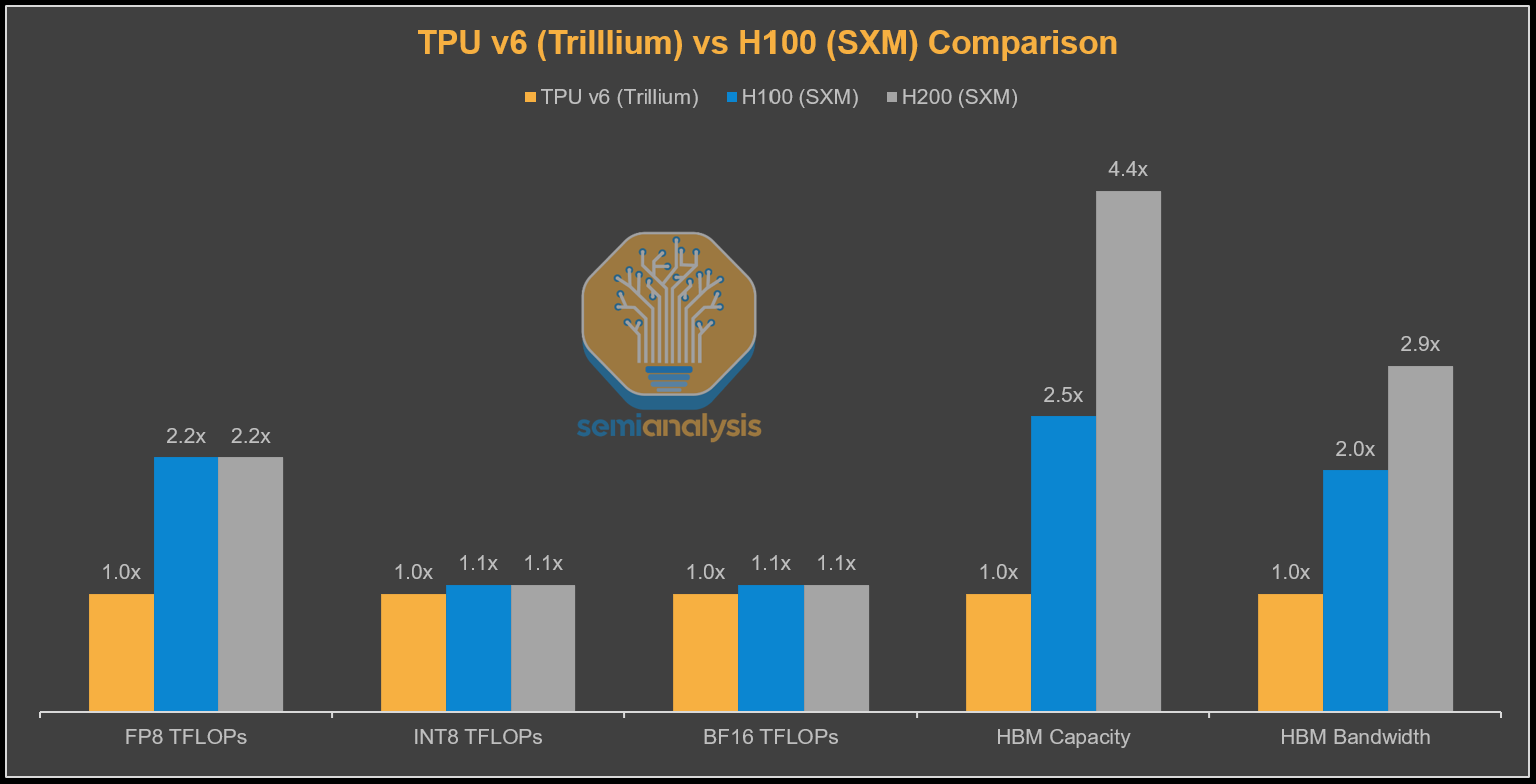 TPU v6 (Trilllium) vs H100 (SXM) Comparison
TPU v6 (Trillium) H100 (SXM) H200 (SXM)
4.4x
2.9x
2.5x
2.0x
2.2x 2.2x
1.0x
1.0x 1.1x 1.1x
1.0x 1.1x 1.1x
1.0x
1.0x
semianalysis
FP8 TFLOPs INT8 TFLOPs BF16 TFLOPs HBM Capacity HBM Bandwidth